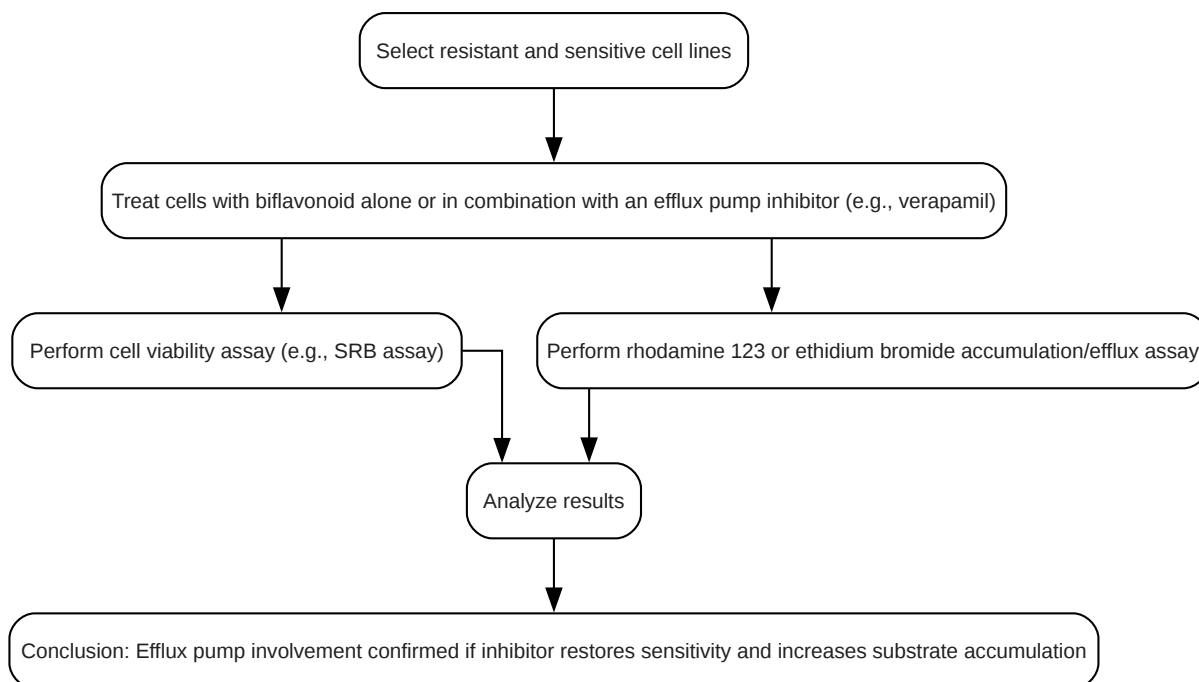 Select resistant and sensitive cell lines
Treat cells with biflavonoid alone or in combination with an efflux pump inhibitor (e.g., verapamil)
Perform cell viability assay (e.g., SRB assay)
Perform rhodamine 123 or ethidium bromide accumulation/efflux assay
Analyze results
Conclusion: Efflux pump involvement confirmed if inhibitor restores sensitivity and increases substrate accumulation